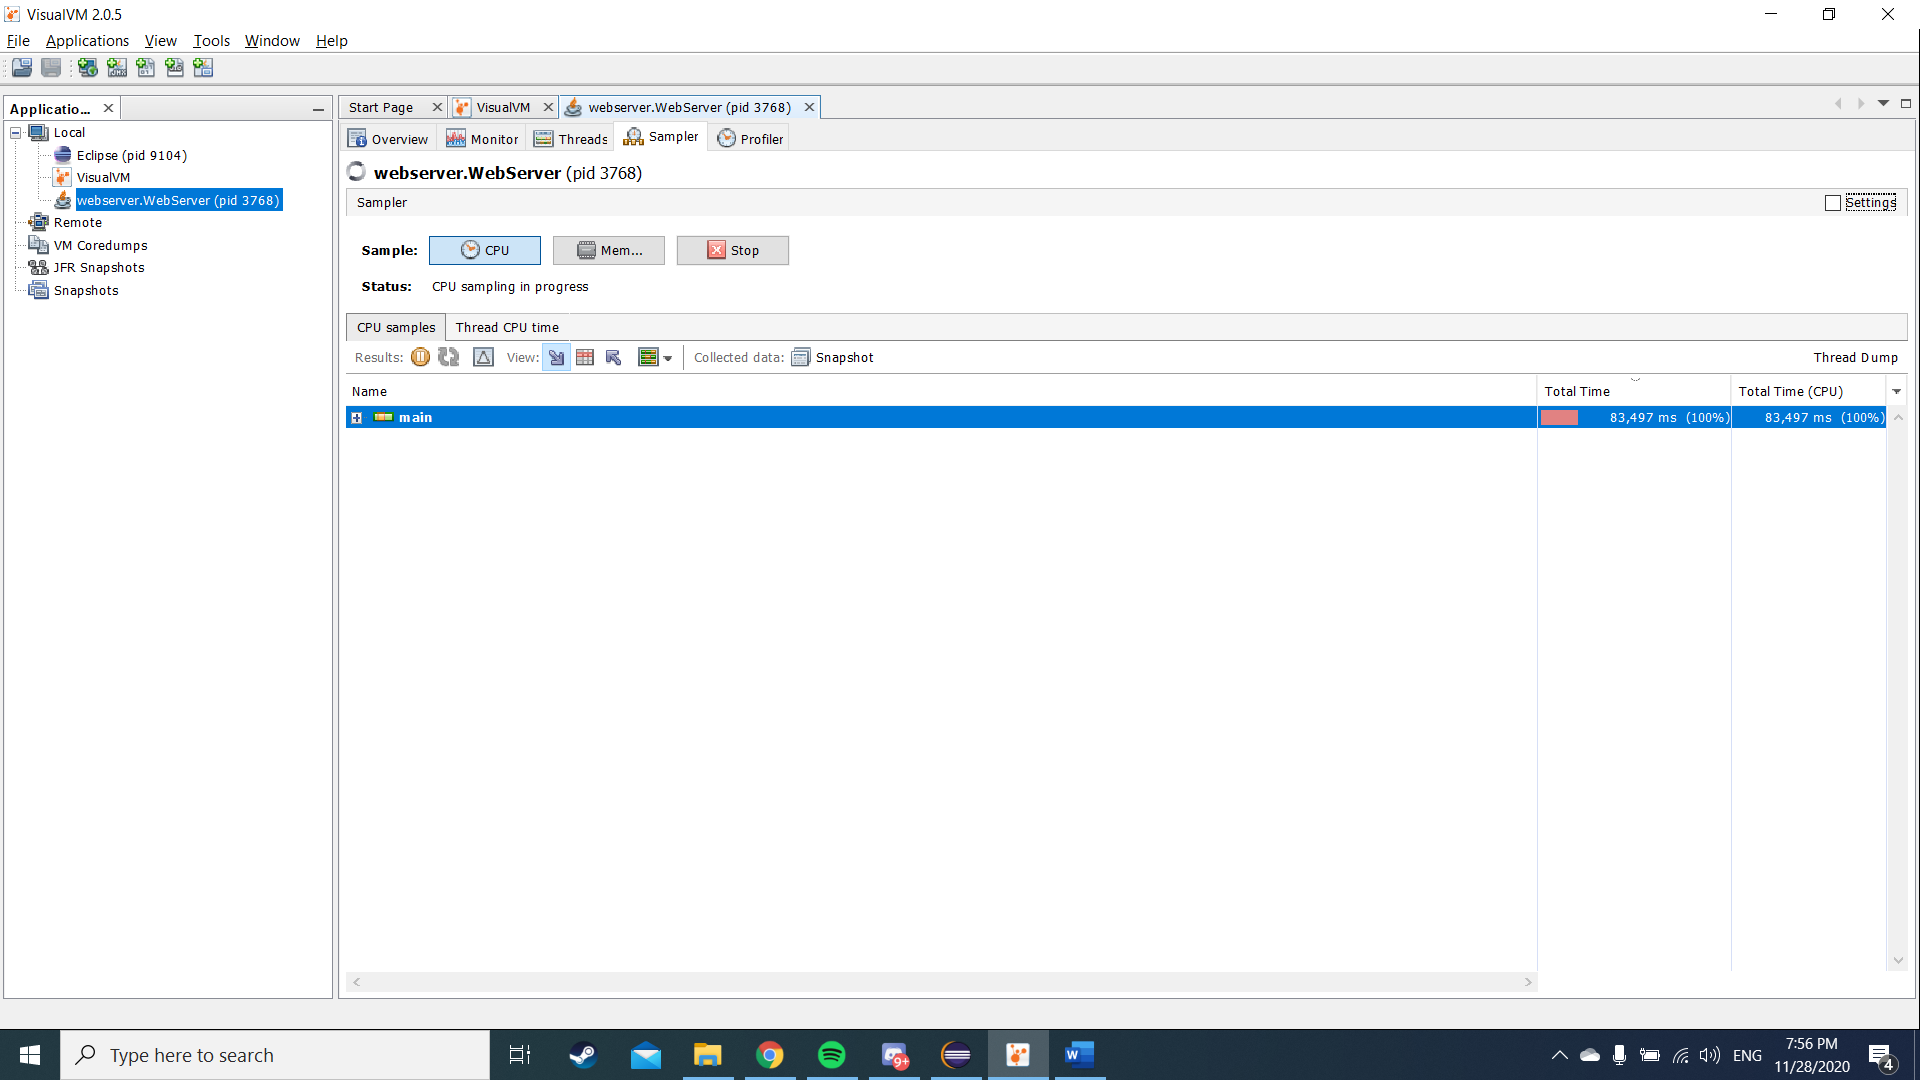 VisualVM 2.0.5
File Applications View Tools Window Help
Applicatio...
Start Page VisualVM webserver.WebServer (pid 3768)
Local
Eclipse (pid 9104)
VisualVM
webserver.WebServer (pid 3768)
Remote
VM Coredumps
JFR Snapshots
Snapshots
Overview Monitor Threads Sampler Profiler
webserver.WebServer (pid 3768)
Sampler Settings
Sample: CPU Mem... Stop
Status: CPU sampling in progress
CPU samples Thread CPU time
Results: View: Collected data: Snapshot Thread Dump
Name Total Time Total Time (CPU)
main 83,497 ms (100%) 83,497 ms (100%)
Type here to search
9+
W
ENG
7:56 PM
11/28/2020
4